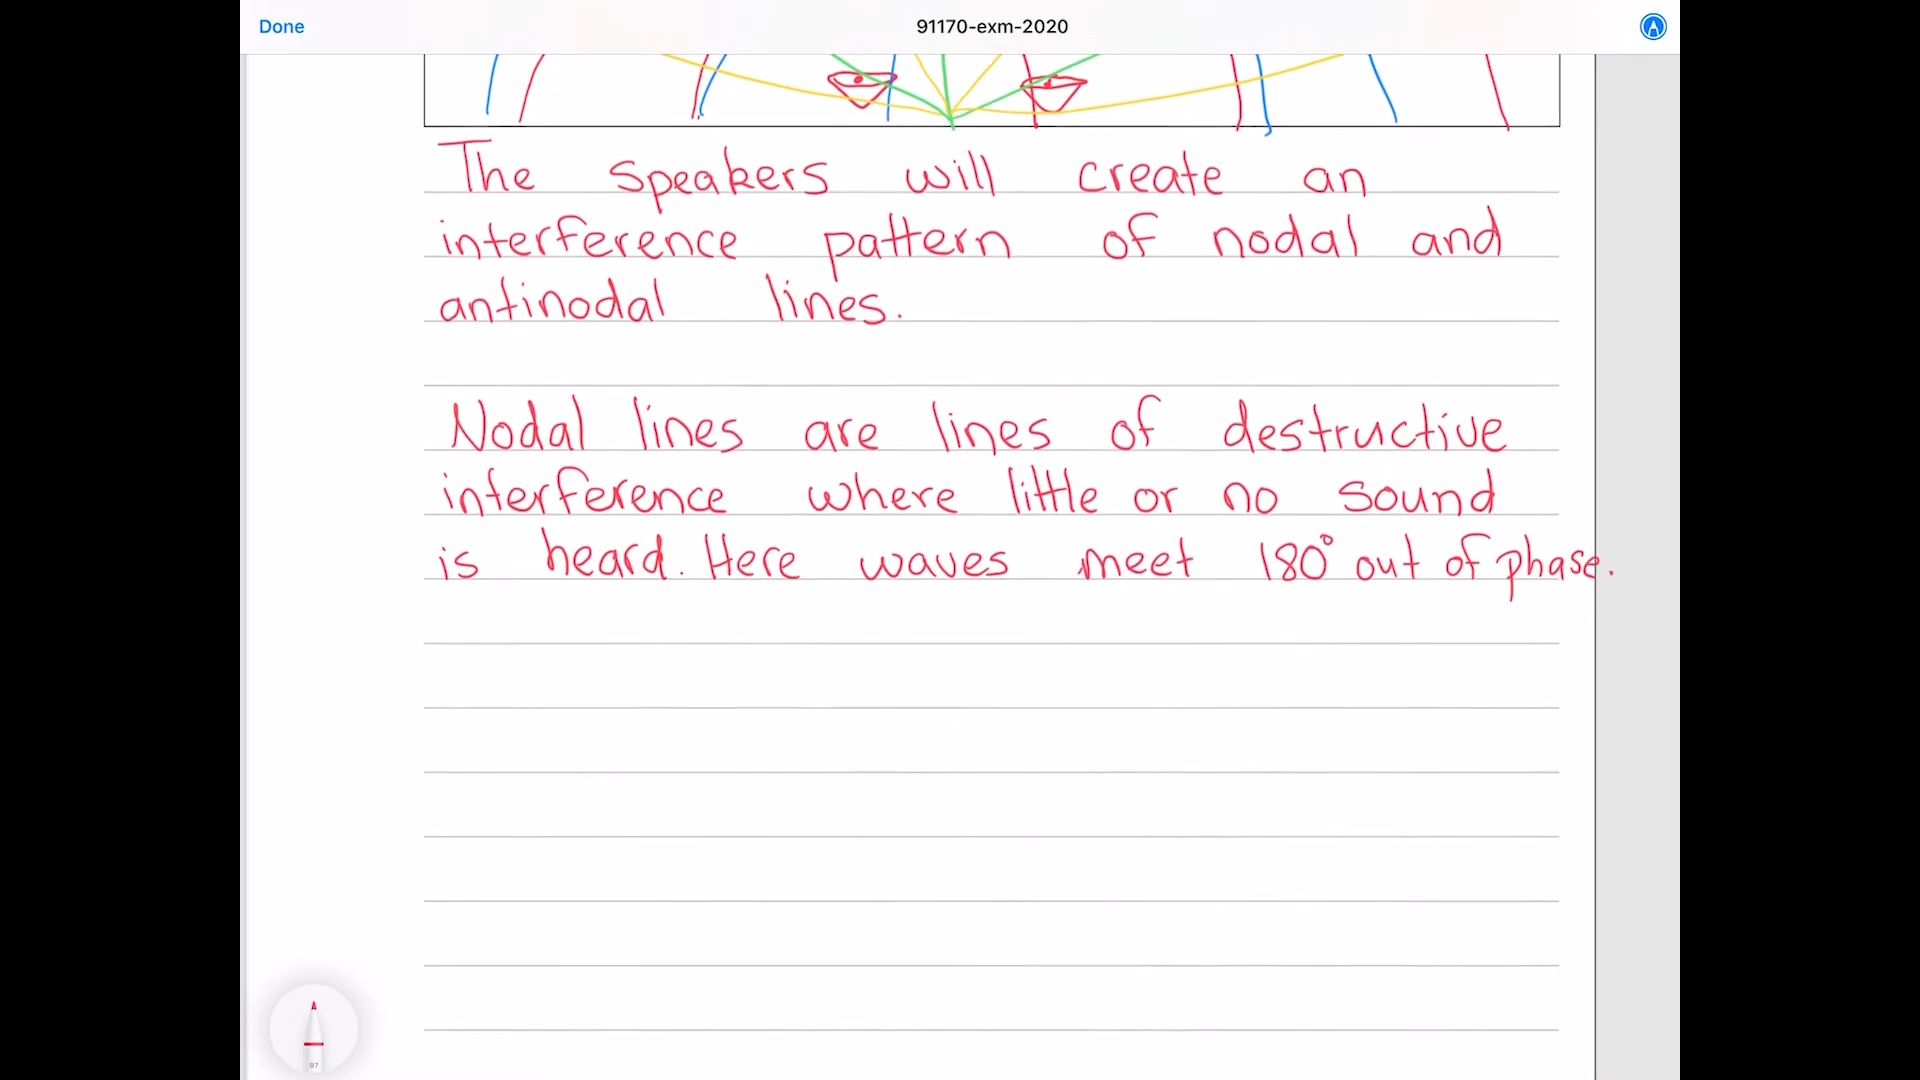 Done
91170-exm-2020
The speakers will create an
interference pattern of nodal and
antinodal lines.
Nodal lines are lines of destructive
interference where little or no sound
is heard. Here waves meet 180° out of phase.
97